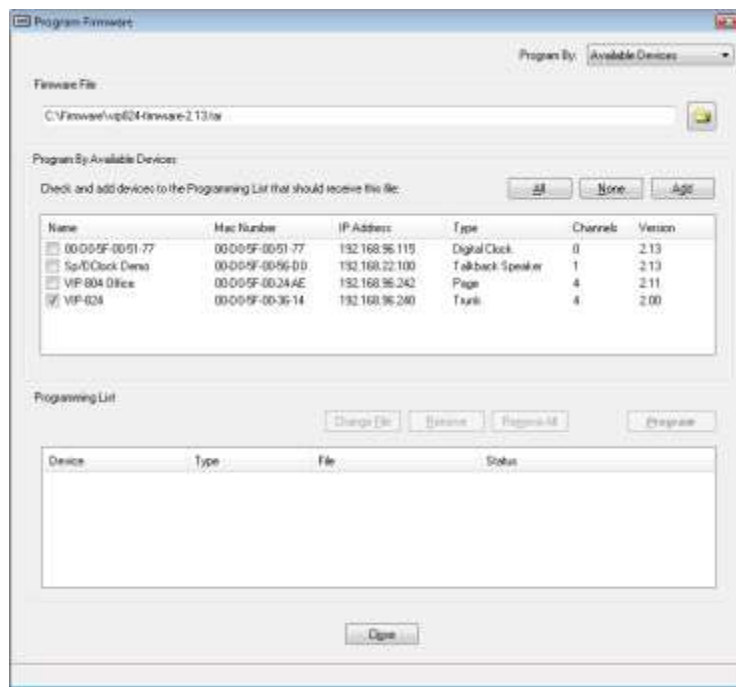 Program Firmware
Program By: Available Devices
Firmware File
C:\Firmware\vip824-firmware-2.13.tar
Program By Available Devices
Check and add devices to the Programming List that should receive this file:
All None Add
Name Mac Number IP Address Type Channels Version
00-D0-5F-00-51-77 00-D0-5F-00-51-77 192.168.96.115 Digital Clock 0 2.13
Sp/DClock Demo 00-D0-5F-00-56-DD 192.168.22.100 Talkback Speaker 1 2.13
VIP-804 Office 00-D0-5F-00-24-AE 192.168.96.242 Page 4 2.11
VIP-824 00-D0-5F-00-36-14 192.168.96.240 Trunk 4 2.00
Programming List
Change File Remove Remove All Program
Device Type File Status
Close